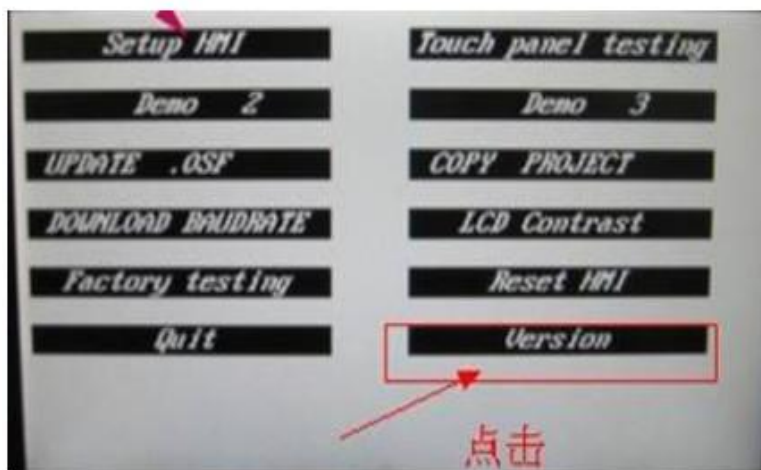 Setup HMI
Touch panel testing
Demo 2
Demo 3
UPDATE .OSF
COPY PROJECT
DOWNLOAD BAUDRATE
LCD Contrast
Factory testing
Reset HMI
Quit
Version
点击